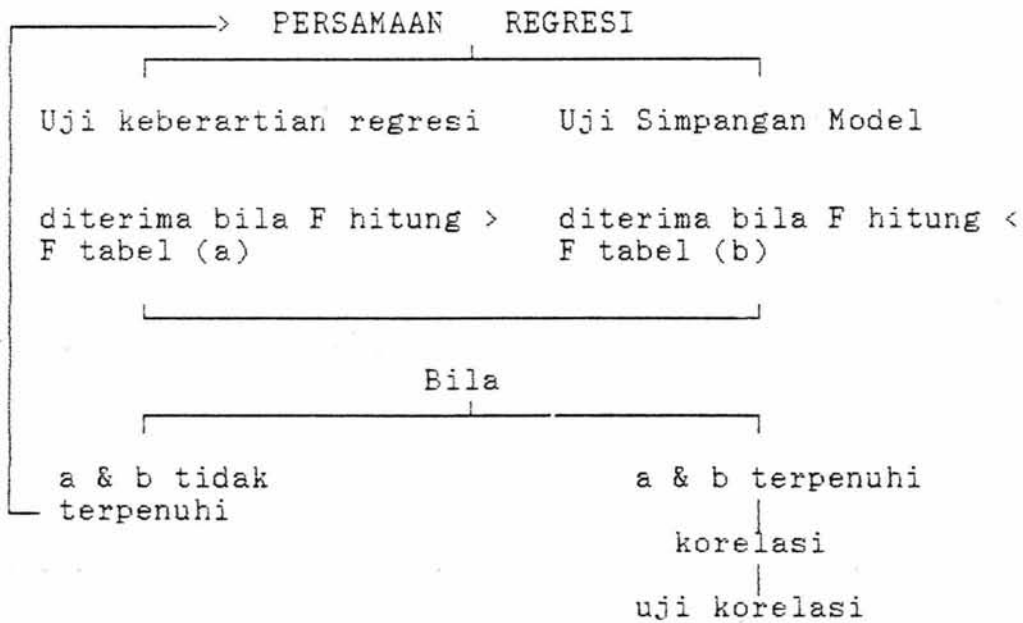 > PERSAMAAN REGRESI
Uji keberartian regresi
Uji Simpangan Model
diterima bila F hitung >
F tabel (a)
diterima bila F hitung <
F tabel (b)
Bila
a & b tidak
terpenuhi
a & b terpenuhi
korelasi
uji korelasi